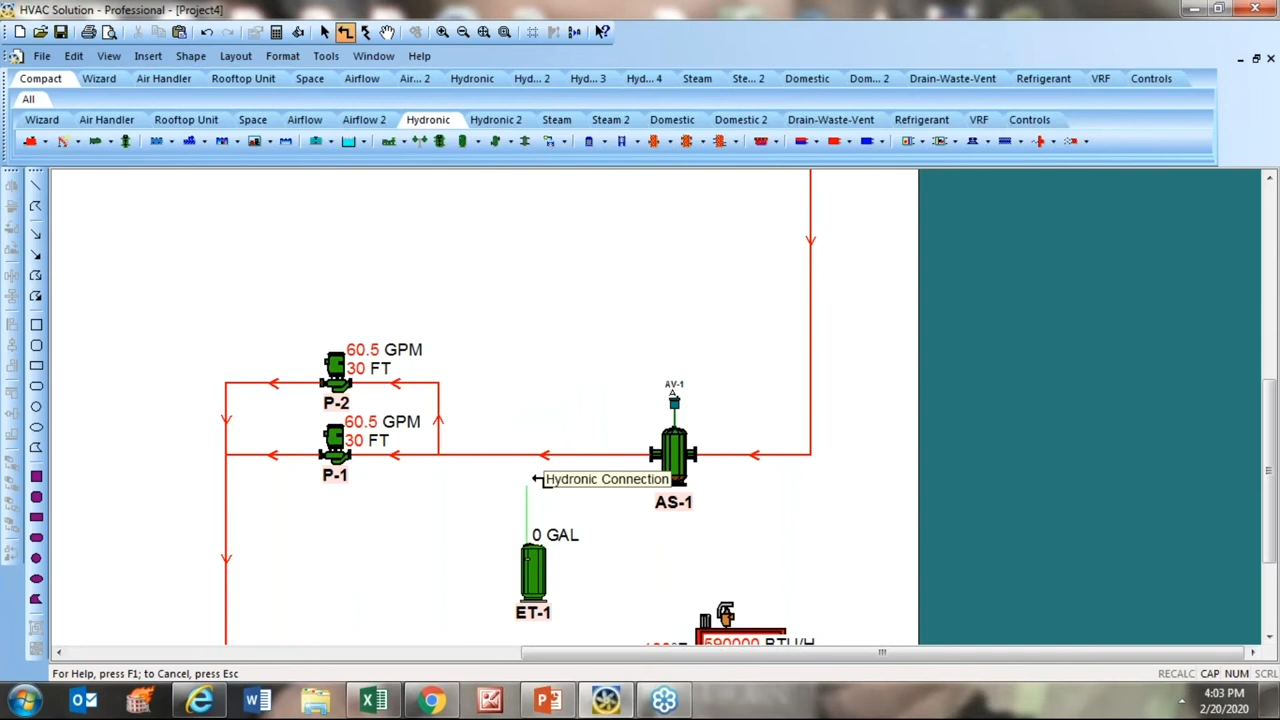 HVAC Solution - Professional - [Project4]
File Edit View Insert Shape Layout Format Tools Window Help
Compact Wizard Air Handler Rooftop Unit Space Airflow Air... 2 Hydronic Hyd... 2 Hyd... 3 Hyd... 4 Steam Ste... 2 Domestic Dom... 2 Drain-Waste-Vent Refrigerant VRF Controls
All
Wizard Air Handler Rooftop Unit Space Airflow Airflow 2 Hydronic Hydronic 2 Steam Steam 2 Domestic Domestic 2 Drain-Waste-Vent Refrigerant VRF Controls
60.5 GPM
30 FT
P-2
60.5 GPM
30 FT
P-1
AV-1
A
Hydronic Connection
AS-1
0 GAL
ET-1
590000 BTU/H
For Help, press F1; to Cancel, press Esc
RECALC CAP NUM SCRL
4:03 PM
2/20/2020